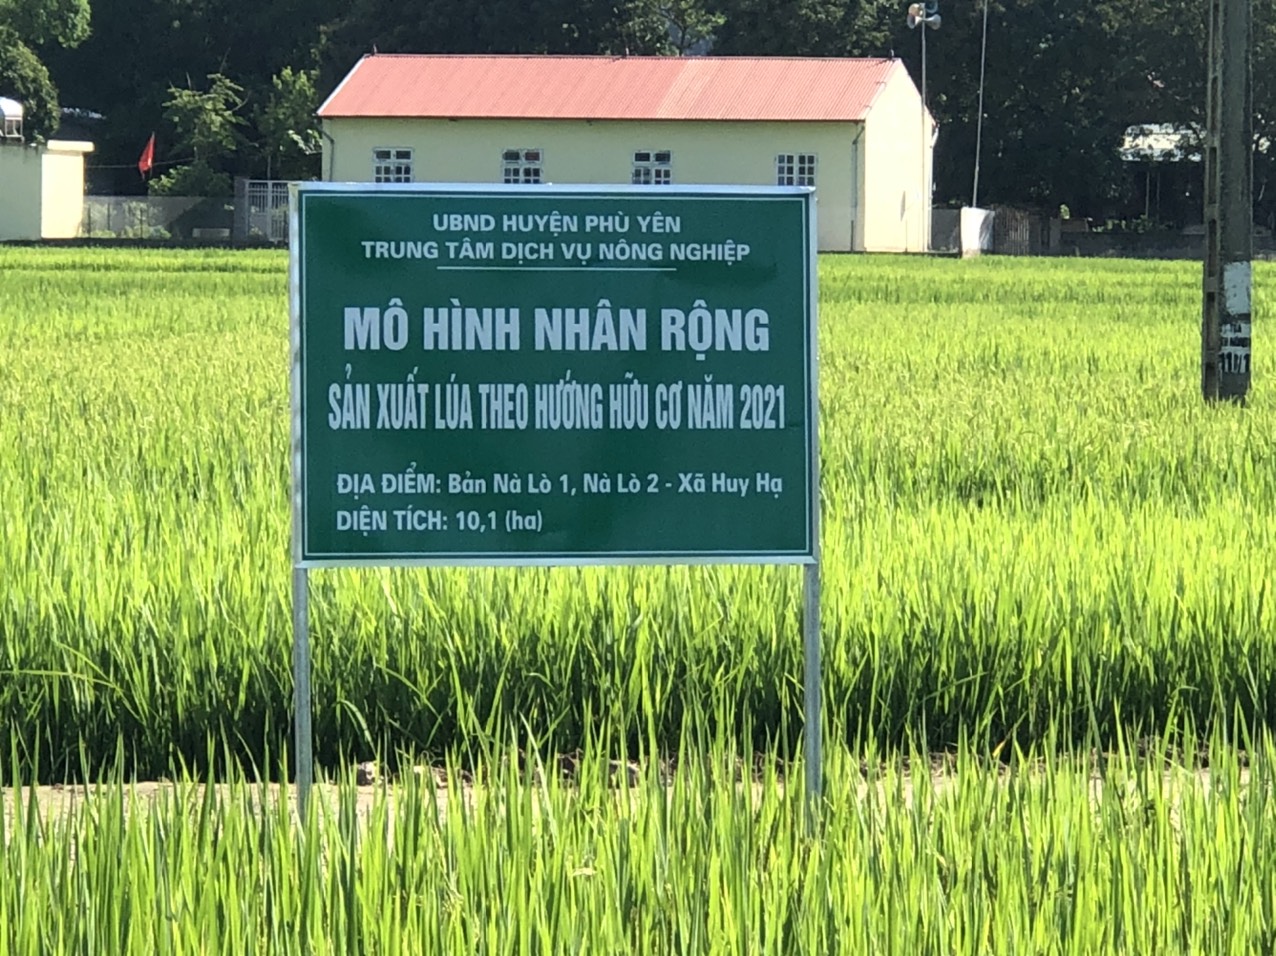 UBND HUYỆN PHÙ YÊN
TRUNG TÂM DỊCH VỤ NÔNG NGHIỆP
MÔ HÌNH NHÂN RỘNG
SẢN XUẤT LÚA THEO HƯỚNG HỮU CƠ NĂM 2021
ĐỊA ĐIỂM: Bản Nà Lò 1, Nà Lò 2 - Xã Huy Hạ
DIỆN TÍCH: 10,1 (ha)